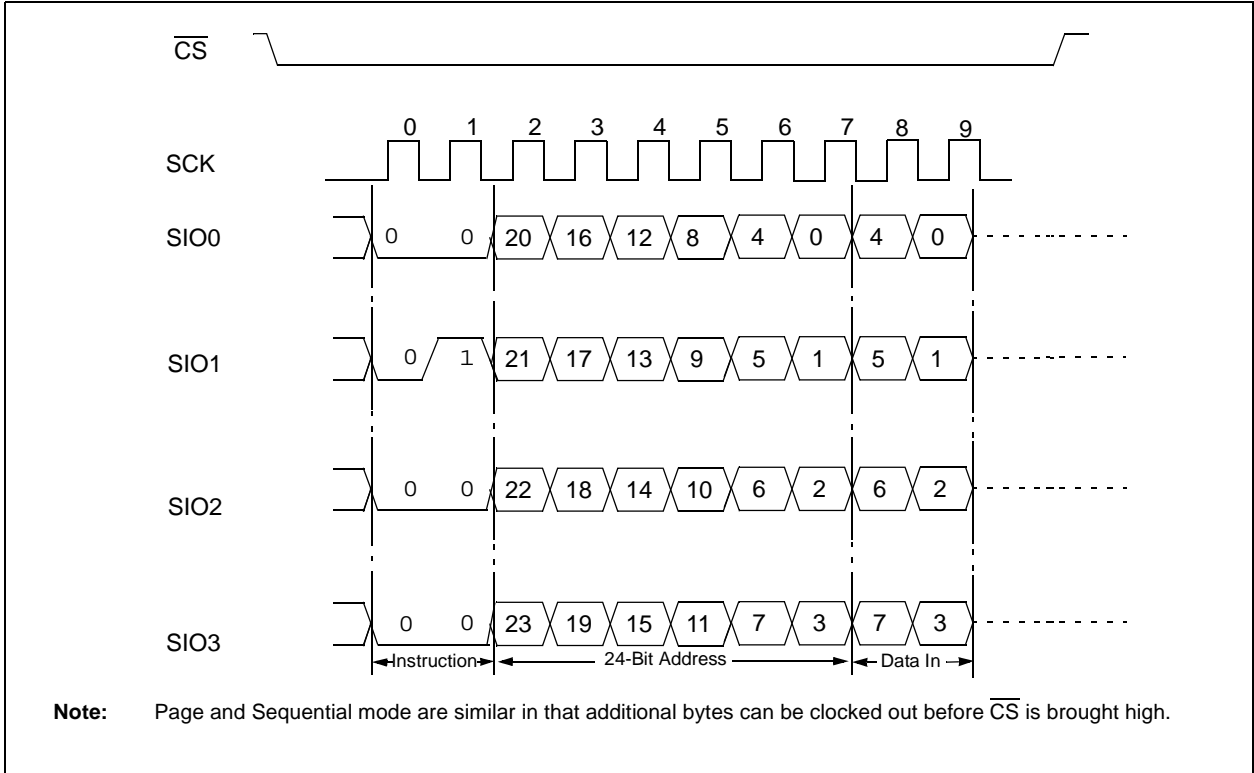 CS
0 1 2 3 4 5 6 7 8 9
SCK
SIO0 0 0 20 16 12 8 4 0 4 0
SIO1 0 1 21 17 13 9 5 1 5 1
SIO2 0 0 22 18 14 10 6 2 6 2
SIO3 0 0 23 19 15 11 7 3 7 3
Instruction 24-Bit Address Data In
Note: Page and Sequential mode are similar in that additional bytes can be clocked out before CS is brought high.